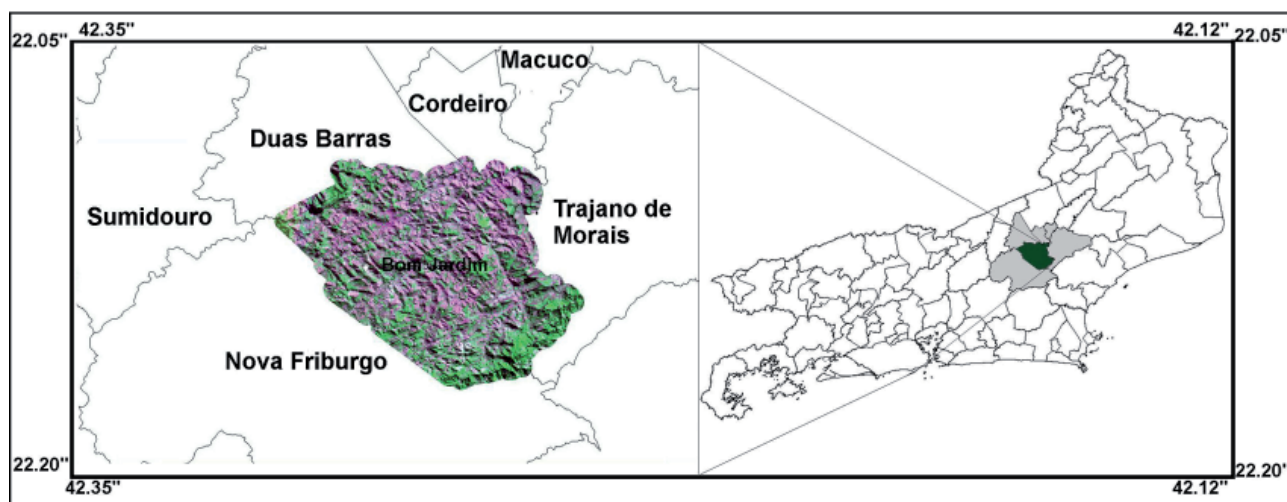 42.35"
42.12"
22.05"
22.05"
Macuco
Cordeiro
Duas Barras
Sumidouro
Trajano de
Morais
Bom Jardim
Nova Friburgo
22.20"
22.20"
42.35"
42.12"